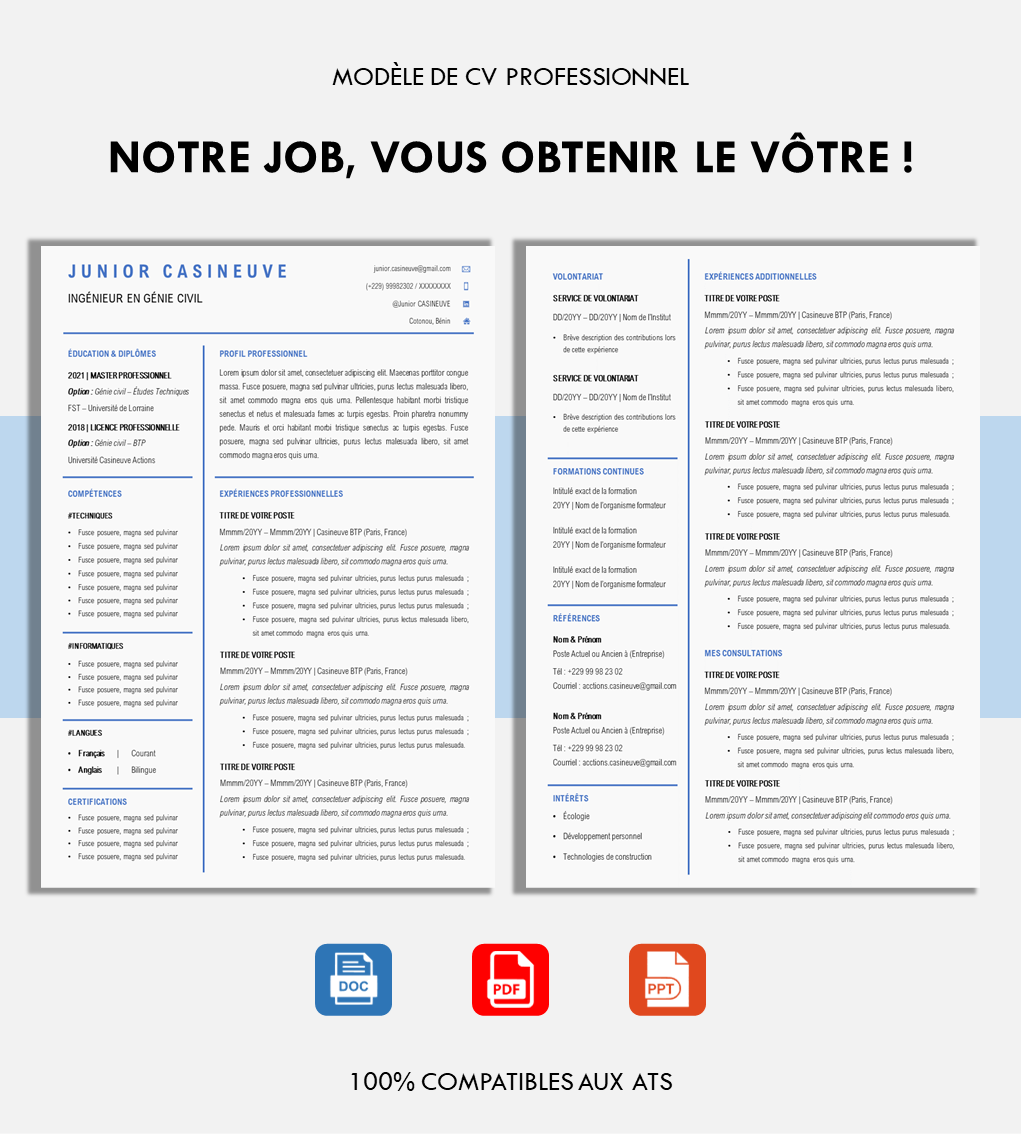 MODÈLE DE CV PROFESSIONNEL
NOTRE JOB, VOUS OBTENIR LE VÔTRE !
JUNIOR CASINEUVE
INGÉNIEUR EN GÉNIE CIVIL
junior.casineuve@gmail.com
(+229) 99982302 / XXXXXXXX
@Junior CASINEUVE
Cotonou, Bénin
ÉDUCATION & DIPLÔMES
2021 | MASTER PROFESSIONNEL
Option : Génie civil – Études Techniques
FST – Université de Lorraine
2018 | LICENCE PROFESSIONNELLE
Option : Génie civil – BTP
Université Casineuve Actions
COMPÉTENCES
#TECHNIQUES
• Fusce posuere, magna sed pulvinar
• Fusce posuere, magna sed pulvinar
• Fusce posuere, magna sed pulvinar
• Fusce posuere, magna sed pulvinar
• Fusce posuere, magna sed pulvinar
• Fusce posuere, magna sed pulvinar
• Fusce posuere, magna sed pulvinar
#INFORMATIQUES
• Fusce posuere, magna sed pulvinar
• Fusce posuere, magna sed pulvinar
• Fusce posuere, magna sed pulvinar
• Fusce posuere, magna sed pulvinar
#LANGUES
• Français | Courant
• Anglais | Bilingue
CERTIFICATIONS
• Fusce posuere, magna sed pulvinar
• Fusce posuere, magna sed pulvinar
• Fusce posuere, magna sed pulvinar
• Fusce posuere, magna sed pulvinar
PROFIL PROFESSIONNEL
Lorem ipsum dolor sit amet, consectetuer adipiscing elit. Maecenas porttitor congue
massa. Fusce posuere, magna sed pulvinar ultricies, purus lectus malesuada libero,
sit amet commodo magna eros quis urna. Pellentesque habitant morbi tristique
senectus et netus et malesuada fames ac turpis egestas. Proin pharetra nonummy
pede. Mauris et orci habitant morbi tristique senectus ac turpis egestas. Fusce
posuere, magna sed pulvinar ultricies, purus lectus malesuada libero, sit amet
commodo magna eros quis urna.
EXPÉRIENCES PROFESSIONNELLES
TITRE DE VOTRE POSTE
Mmmm/20YY – Mmmm/20YY | Casineuve BTP (Paris, France)
Lorem ipsum dolor sit amet, consectetuer adipiscing elit. Fusce posuere, magna
pulvinar, purus lectus malesuada libero, sit commodo magna eros quis urna.
• Fusce posuere, magna sed pulvinar ultricies, purus lectus purus malesuada ;
• Fusce posuere, magna sed pulvinar ultricies, purus lectus purus malesuada ;
• Fusce posuere, magna sed pulvinar ultricies, purus lectus purus malesuada ;
• Fusce posuere, magna sed pulvinar ultricies, purus lectus malesuada libero,
sit amet commodo magna eros quis urna.
TITRE DE VOTRE POSTE
Mmmm/20YY – Mmmm/20YY | Casineuve BTP (Paris, France)
Lorem ipsum dolor sit amet, consectetuer adipiscing elit. Fusce posuere, magna
pulvinar, purus lectus malesuada libero, sit commodo magna eros quis urna.
• Fusce posuere, magna sed pulvinar ultricies, purus lectus purus malesuada ;
• Fusce posuere, magna sed pulvinar ultricies, purus lectus purus malesuada ;
• Fusce posuere, magna sed pulvinar ultricies, purus lectus purus malesuada.
TITRE DE VOTRE POSTE
Mmmm/20YY – Mmmm/20YY | Casineuve BTP (Paris, France)
Lorem ipsum dolor sit amet, consectetuer adipiscing elit. Fusce posuere, magna
pulvinar, purus lectus malesuada libero, sit commodo magna eros quis urna.
• Fusce posuere, magna sed pulvinar ultricies, purus lectus purus malesuada ;
• Fusce posuere, magna sed pulvinar ultricies, purus lectus purus malesuada ;
• Fusce posuere, magna sed pulvinar ultricies, purus lectus purus malesuada.
VOLONTARIAT
SERVICE DE VOLONTARIAT
DD/20YY – DD/20YY | Nom de l'Institut
• Brève description des contributions lors
de cette expérience
SERVICE DE VOLONTARIAT
DD/20YY – DD/20YY | Nom de l'Institut
• Brève description des contributions lors
de cette expérience
FORMATIONS CONTINUES
Intitulé exact de la formation
20YY | Nom de l'organisme formateur
Intitulé exact de la formation
20YY | Nom de l'organisme formateur
Intitulé exact de la formation
20YY | Nom de l'organisme formateur
RÉFÉRENCES
Nom & Prénom
Poste Actuel ou Ancien à (Entreprise)
Tél : +229 99 98 23 02
Courriel : acctions.casineuve@gmail.com
Nom & Prénom
Poste Actuel ou Ancien à (Entreprise)
Tél : +229 99 98 23 02
Courriel : acctions.casineuve@gmail.com
INTÉRÊTS
• Écologie
• Développement personnel
• Technologies de construction
EXPÉRIENCES ADDITIONNELLES
TITRE DE VOTRE POSTE
Mmmm/20YY – Mmmm/20YY | Casineuve BTP (Paris, France)
Lorem ipsum dolor sit amet, consectetuer adipiscing elit. Fusce posuere, magna
pulvinar, purus lectus malesuada libero, sit commodo magna eros quis urna.
• Fusce posuere, magna sed pulvinar ultricies, purus lectus purus malesuada ;
• Fusce posuere, magna sed pulvinar ultricies, purus lectus purus malesuada ;
• Fusce posuere, magna sed pulvinar ultricies, purus lectus malesuada libero,
sit amet commodo magna eros quis urna.
TITRE DE VOTRE POSTE
Mmmm/20YY – Mmmm/20YY | Casineuve BTP (Paris, France)
Lorem ipsum dolor sit amet, consectetuer adipiscing elit. Fusce posuere, magna
pulvinar, purus lectus malesuada libero, sit commodo magna eros quis urna.
• Fusce posuere, magna sed pulvinar ultricies, purus lectus purus malesuada ;
• Fusce posuere, magna sed pulvinar ultricies, purus lectus purus malesuada ;
• Fusce posuere, magna sed pulvinar ultricies, purus lectus purus malesuada.
TITRE DE VOTRE POSTE
Mmmm/20YY – Mmmm/20YY | Casineuve BTP (Paris, France)
Lorem ipsum dolor sit amet, consectetuer adipiscing elit. Fusce posuere, magna
pulvinar, purus lectus malesuada libero, sit commodo magna eros quis urna.
• Fusce posuere, magna sed pulvinar ultricies, purus lectus purus malesuada ;
• Fusce posuere, magna sed pulvinar ultricies, purus lectus purus malesuada ;
• Fusce posuere, magna sed pulvinar ultricies, purus lectus purus malesuada.
MES CONSULTATIONS
TITRE DE VOTRE POSTE
Mmmm/20YY – Mmmm/20YY | Casineuve BTP (Paris, France)
Lorem ipsum dolor sit amet, consectetuer adipiscing elit. Fusce posuere, magna
pulvinar, purus lectus malesuada libero, sit commodo magna eros quis urna.
• Fusce posuere, magna sed pulvinar ultricies, purus lectus purus malesuada ;
• Fusce posuere, magna sed pulvinar ultricies, purus lectus malesuada libero,
sit amet commodo magna eros quis urna.
TITRE DE VOTRE POSTE
Mmmm/20YY – Mmmm/20YY | Casineuve BTP (Paris, France)
Lorem ipsum dolor sit amet, consectetuer adipiscing elit commodo magna eros quis urna.
• Fusce posuere, magna sed pulvinar ultricies, purus lectus purus malesuada ;
• Fusce posuere, magna sed pulvinar ultricies, purus lectus malesuada libero,
sit amet commodo magna eros quis urna.
DOC
PDF
PPT
100% COMPATIBLES AUX ATS